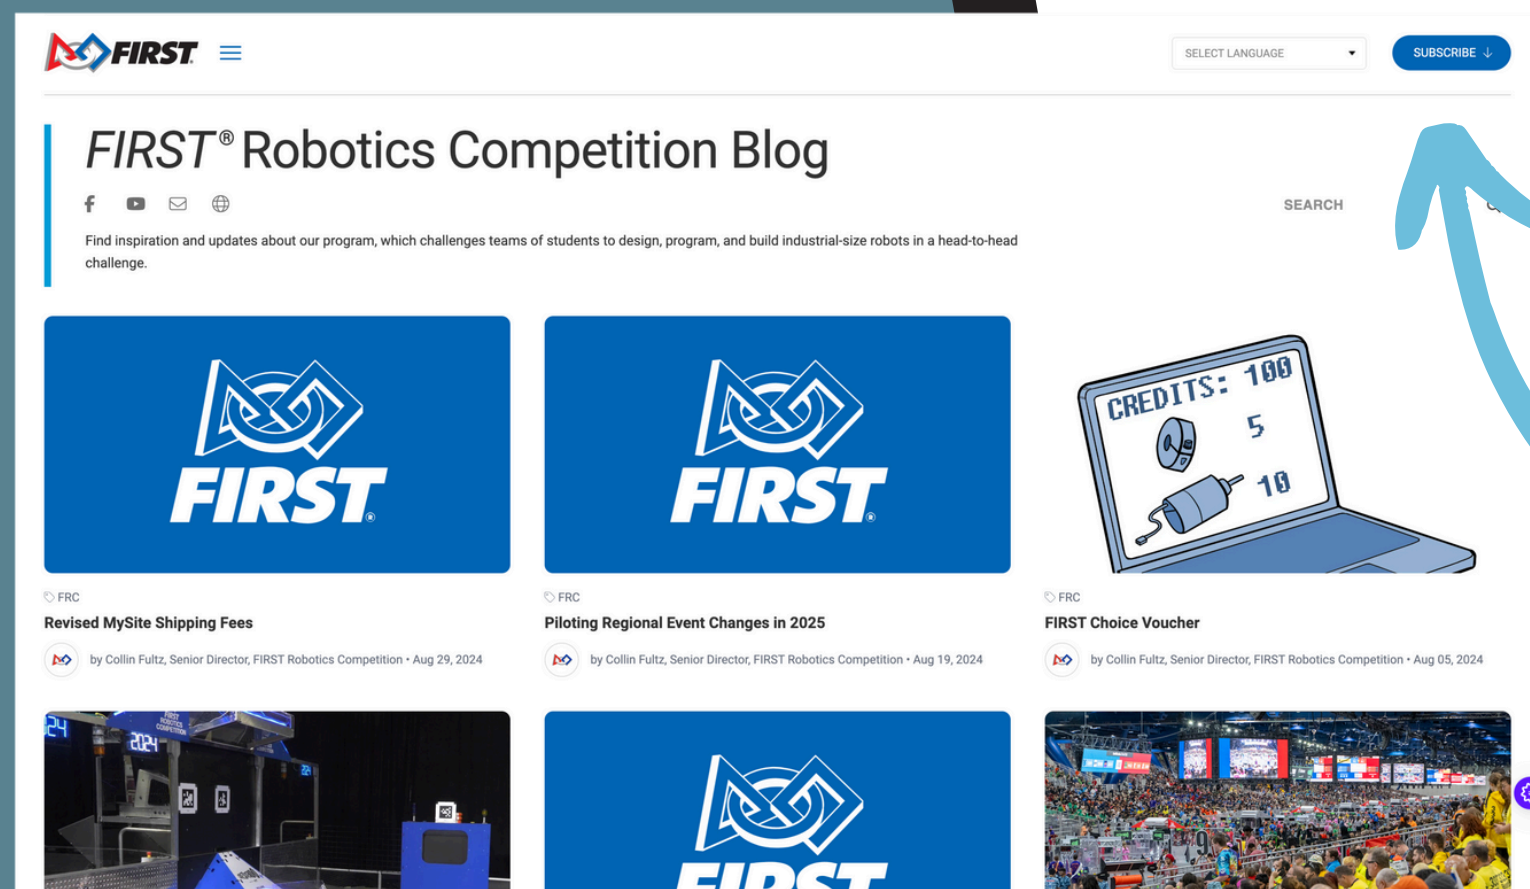 FIRST
SELECT LANGUAGE
SUBSCRIBE ↓
FIRST® Robotics Competition Blog
SEARCH
Find inspiration and updates about our program, which challenges teams of students to design, program, and build industrial-size robots in a head-to-head
challenge.
FIRST®
FIRST®
CREDITS: 100
5
10
FRC
Revised MySite Shipping Fees
by Collin Fultz, Senior Director, FIRST Robotics Competition • Aug 29, 2024
FRC
Piloting Regional Event Changes in 2025
by Collin Fultz, Senior Director, FIRST Robotics Competition • Aug 19, 2024
FRC
FIRST Choice Voucher
by Collin Fultz, Senior Director, FIRST Robotics Competition • Aug 05, 2024
FIRST
ROBOTICS
COMPETITION
2024
FIRST